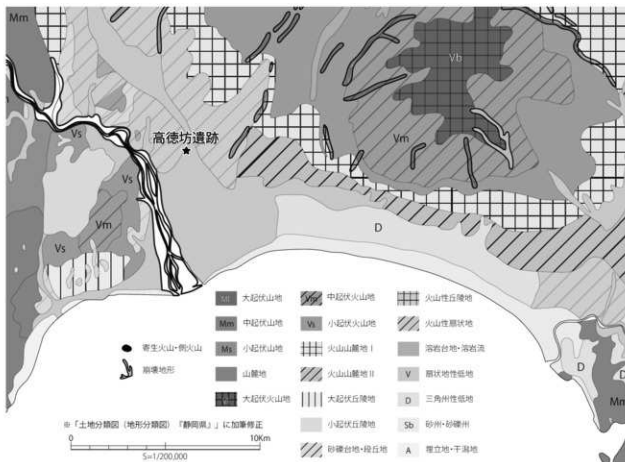 Mm
Vb
Vs
高徳坊遺跡
Vm
Vs
Vm
D
Vs
D
D
Mm
寄生火山・側火山
崩壊地形
大起伏山地
Mm 中起伏山地
Ms 小起伏山地
山麓地
大起伏火山地
大起伏丘陵地
小起伏丘陵地
砂礫台地・段丘地
Vm 中起伏火山地
Vs 小起伏火山地
火山山麓地Ⅰ
火山山麓地Ⅱ
火山性丘陵地
火山性扇状地
溶岩台地・溶岩流
V 扇状地性低地
D 三角州性低地
Sb 砂州・砂礫州
A 埋立地・干潟地
※「土地分類図（地形分類図）『静岡県』」に加筆修正
0 10Km
S=1/200,000